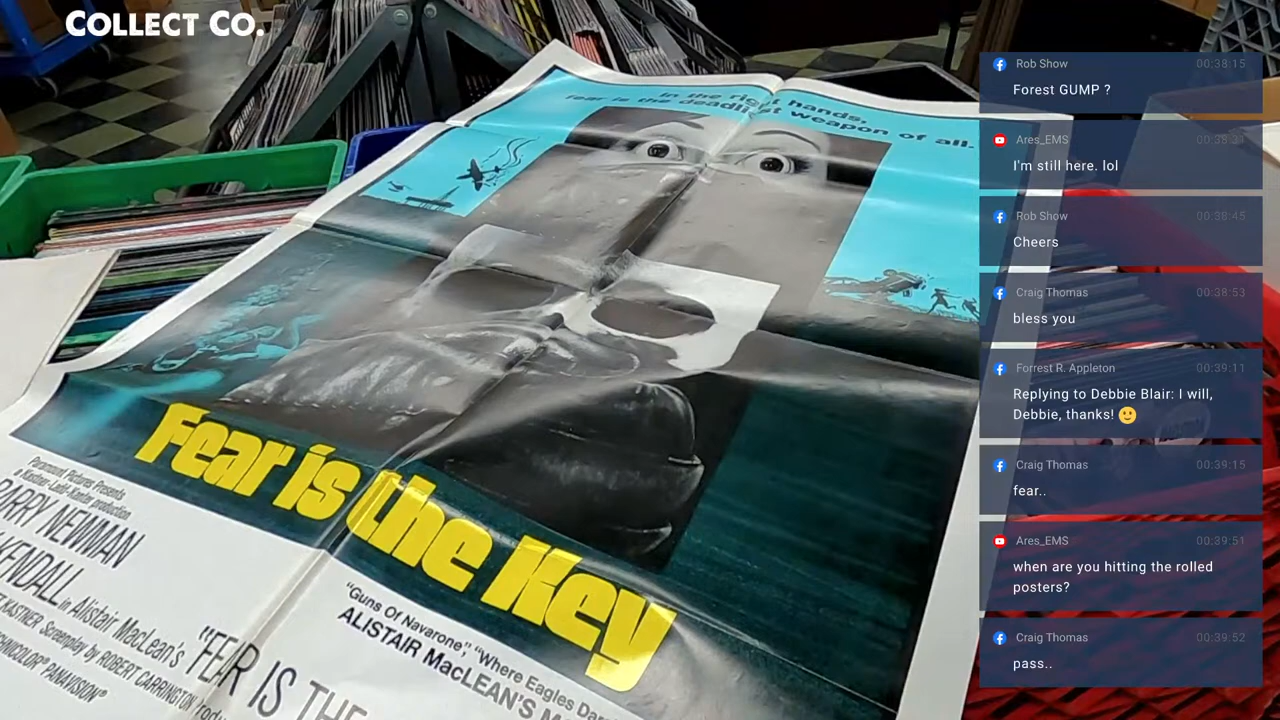 COLLECT CO.
in the right hands,
fear is the deadliest weapon of all.
Fear is the Key
Paramount Pictures Presents
a Kastner-Ladd-Kanter production
BARRY NEWMAN
KENDALL in Alistair MacLean's "FEAR IS THE
KASTNER Screenplay by ROBERT CARRINGTON
TECHNICOLOR® PANAVISION®
"Guns Of Navarone," "Where Eagles
ALISTAIR MacLEAN'S
Rob Show 00:38:15
Forest GUMP ?
Ares_EMS
I'm still here. lol
Rob Show 00:38:45
Cheers
Craig Thomas 00:38:53
bless you
Forrest R. Appleton 00:39:11
Replying to Debbie Blair: I will,
Debbie, thanks! 🙂
Craig Thomas 00:39:15
fear..
Ares_EMS 00:39:51
when are you hitting the rolled
posters?
Craig Thomas 00:39:52
pass..